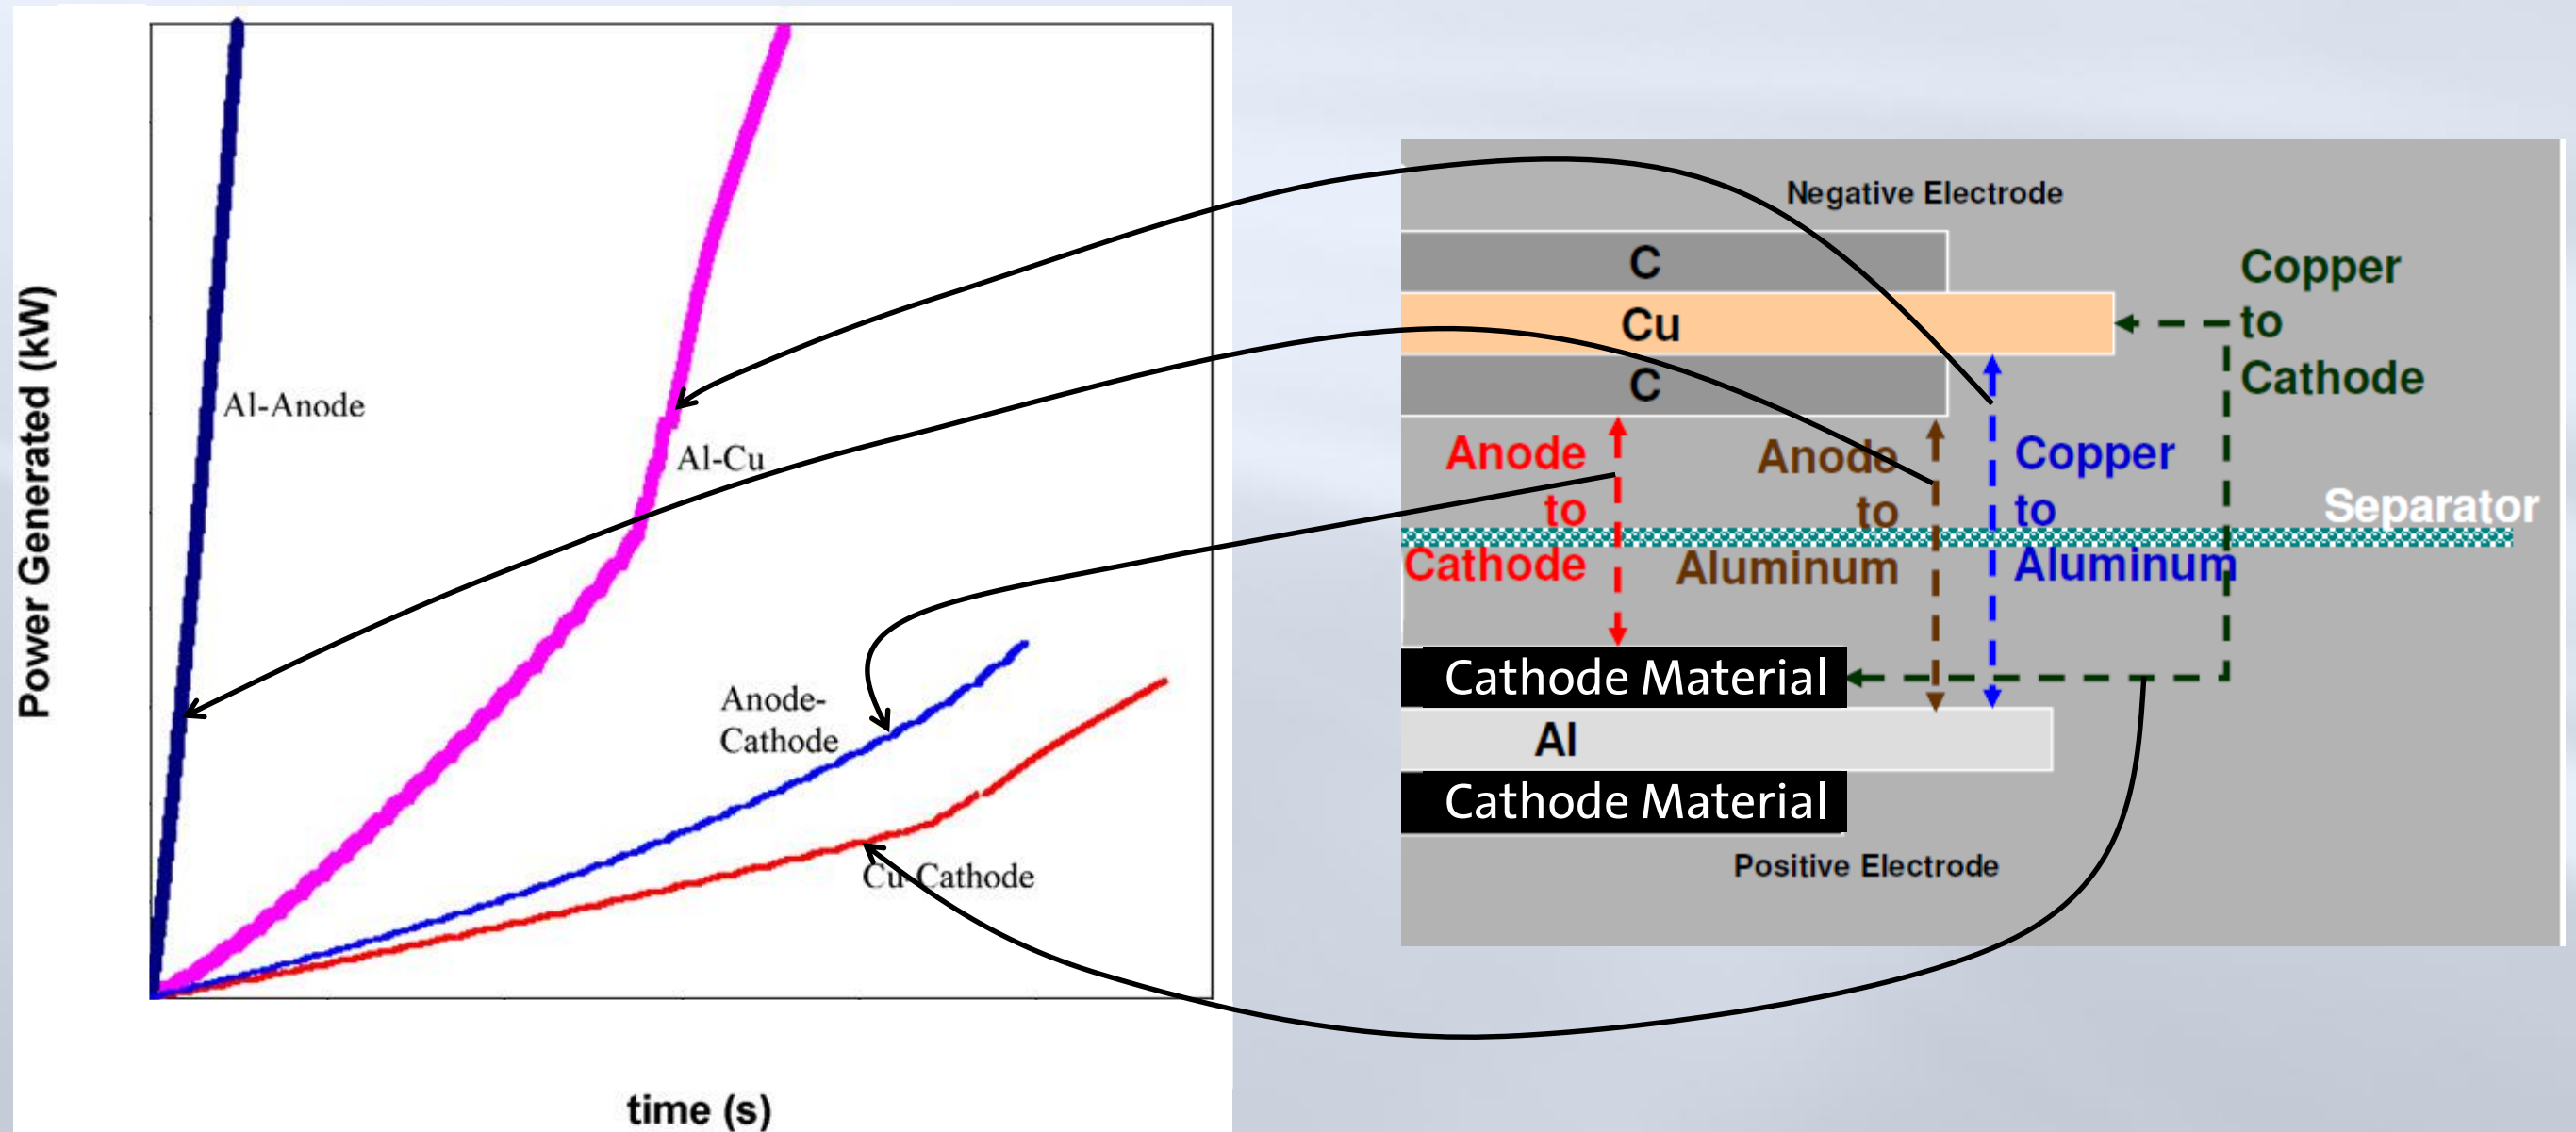 Power Generated (kW)
Al-Anode
Al-Cu
Anode-
Cathode
Cu-Cathode
time (s)
Negative Electrode
C
Cu
C
Copper
to
Cathode
Anode
to
Cathode
Anode
to
Aluminum
Copper
to
Aluminum
Separator
Cathode Material
Al
Cathode Material
Positive Electrode